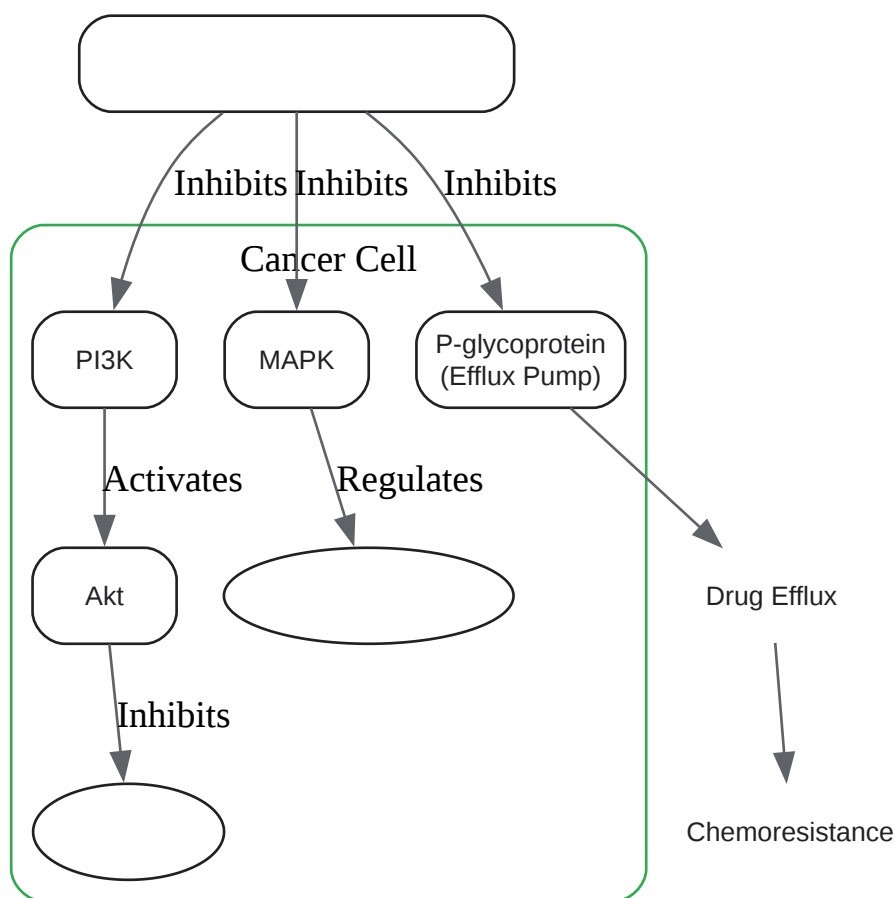 Inhibits Inhibits Inhibits
Cancer Cell
PI3K
MAPK
P-glycoprotein
(Efflux Pump)
Activates
Regulates
Akt
Drug Efflux
Inhibits
Chemoresistance